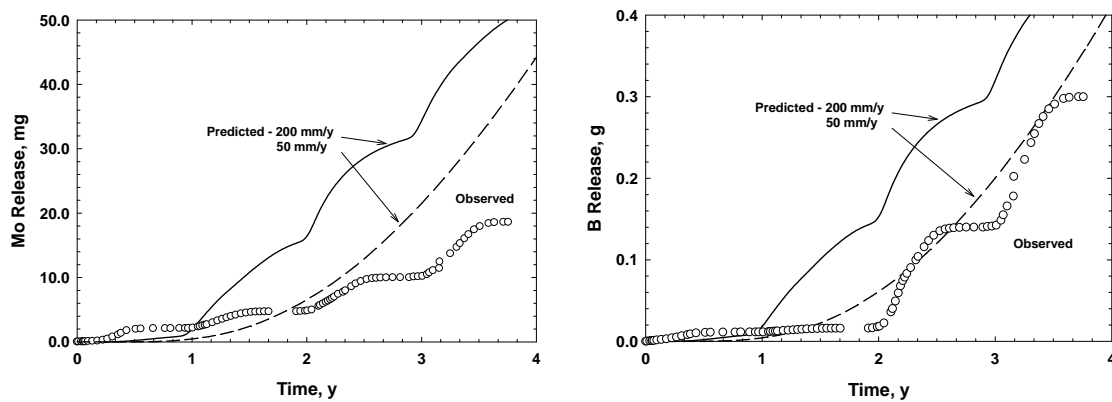 50.0
40.0
30.0
20.0
10.0
0.0
Mo Release, mg
Predicted - 200 mm/y
50 mm/y
Observed
0 1 2 3 4
Time, y
0.4
0.3
0.2
0.1
0.0
B Release, g
Predicted - 200 mm/y
50 mm/y
Observed
0 1 2 3 4
Time, y